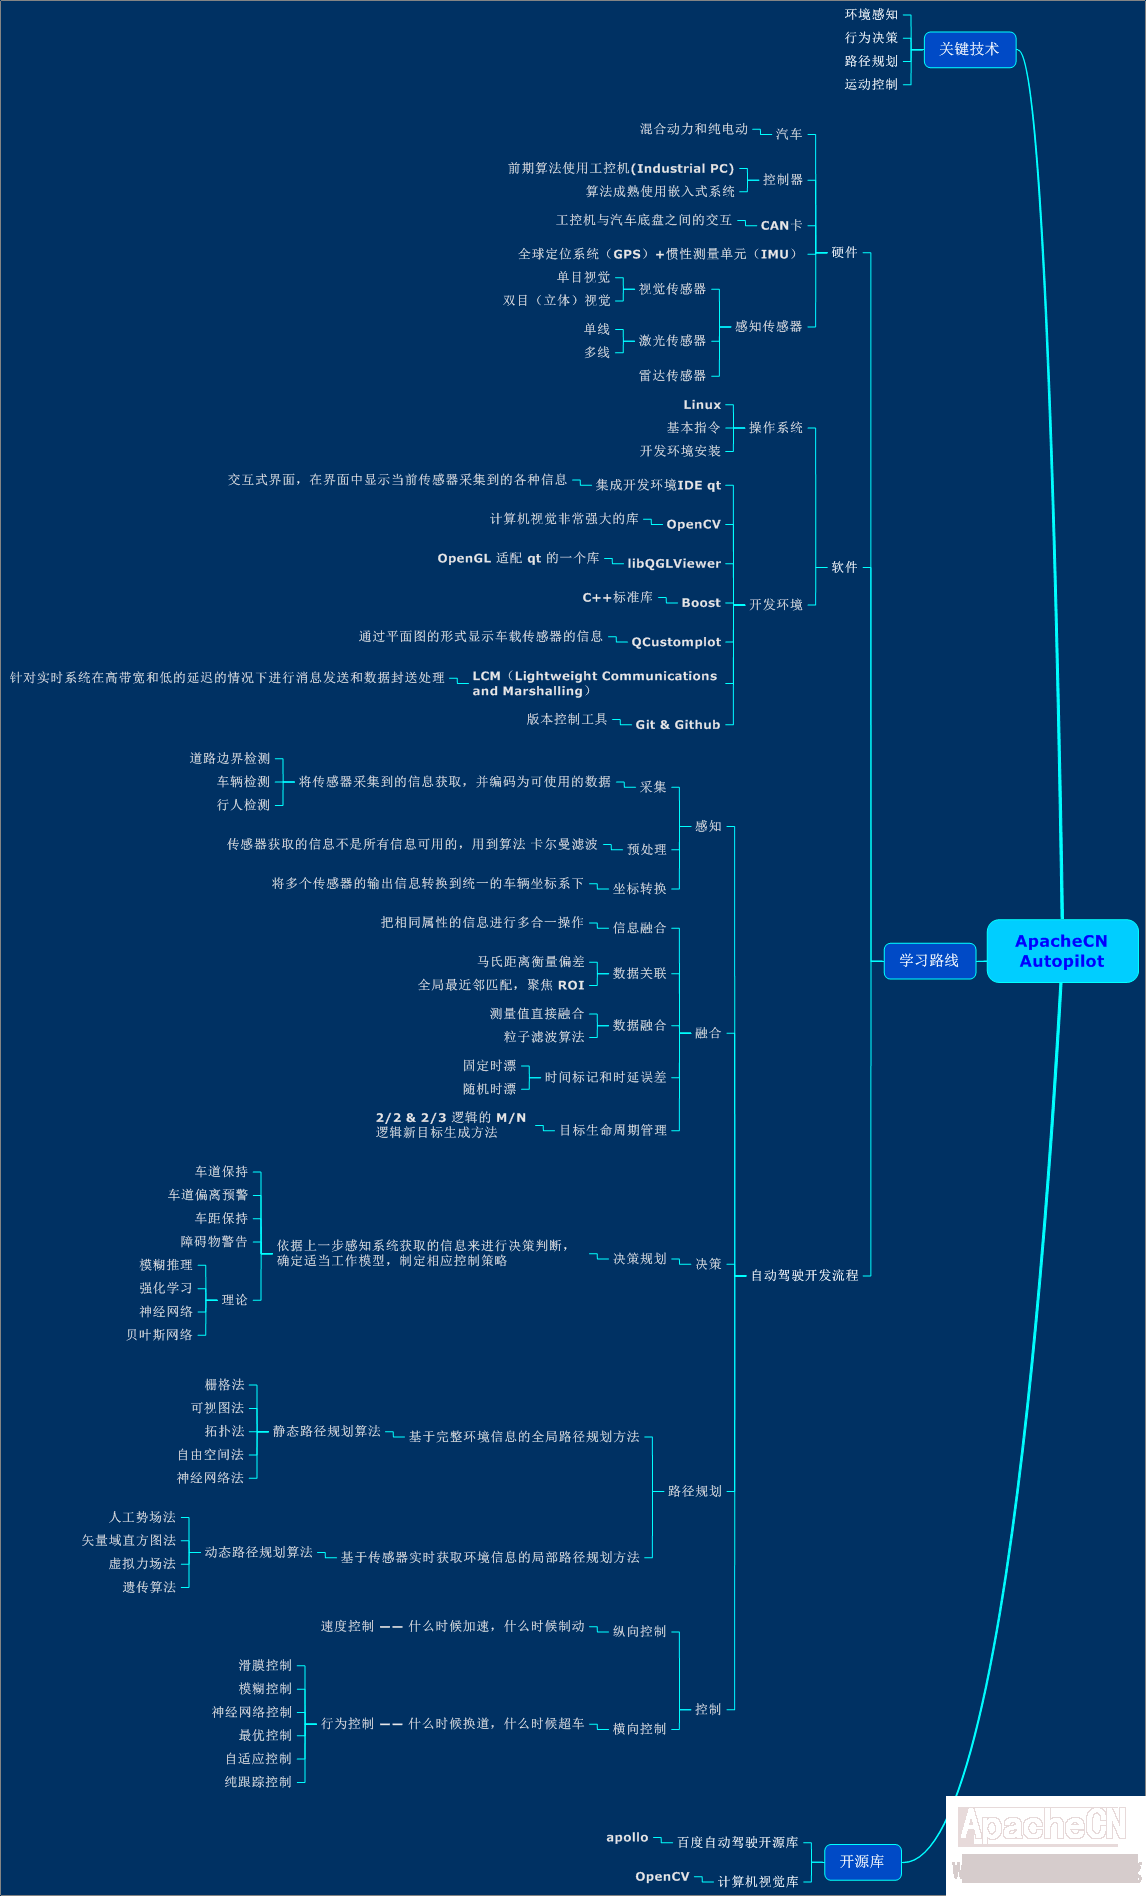 环境感知
行为决策
路径规划
运动控制
关键技术
混合动力和纯电动
汽车
前期算法使用工控机(Industrial PC)
算法成熟使用嵌入式系统
控制器
工控机与汽车底盘之间的交互
CAN卡
全球定位系统（GPS）+惯性测量单元（IMU）
硬件
单目视觉
双目（立体）视觉
视觉传感器
单线
多线
激光传感器
雷达传感器
感知传感器
Linux
基本指令
开发环境安装
操作系统
交互式界面，在界面中显示当前传感器采集到的各种信息
集成开发环境IDE qt
计算机视觉非常强大的库
OpenCV
OpenGL 适配 qt 的一个库
libQGLViewer
C++标准库
Boost
通过平面图的形式显示车载传感器的信息
QCustomplot
针对实时系统在高带宽和低的延迟的情况下进行消息发送和数据封送处理
LCM（Lightweight Communications
and Marshalling）
版本控制工具
Git & Github
开发环境
软件
道路边界检测
车辆检测
行人检测
将传感器采集到的信息获取，并编码为可使用的数据
采集
传感器获取的信息不是所有信息可用的，用到算法 卡尔曼滤波
预处理
将多个传感器的输出信息转换到统一的车辆坐标系下
坐标转换
感知
把相同属性的信息进行多合一操作
信息融合
马氏距离衡量偏差
全局最近邻匹配，聚焦 ROI
数据关联
测量值直接融合
粒子滤波算法
数据融合
固定时漂
随机时漂
时间标记和时延误差
2/2 & 2/3 逻辑的 M/N
逻辑新目标生成方法
目标生命周期管理
融合
ApacheCN
Autopilot
学习路线
车道保持
车道偏离预警
车距保持
障碍物警告
模糊推理
强化学习
神经网络
贝叶斯网络
理论
依据上一步感知系统获取的信息来进行决策判断，
确定适当工作模型，制定相应控制策略
决策规划
决策
自动驾驶开发流程
栅格法
可视图法
拓扑法
自由空间法
神经网络法
静态路径规划算法
基于完整环境信息的全局路径规划方法
人工势场法
矢量域直方图法
虚拟力场法
遗传算法
动态路径规划算法
基于传感器实时获取环境信息的局部路径规划方法
路径规划
速度控制 —— 什么时候加速，什么时候制动
纵向控制
滑膜控制
模糊控制
神经网络控制
最优控制
自适应控制
纯跟踪控制
行为控制 —— 什么时候换道，什么时候超车
横向控制
控制
apollo
百度自动驾驶开源库
OpenCV
计算机视觉库
开源库
ApacheCN